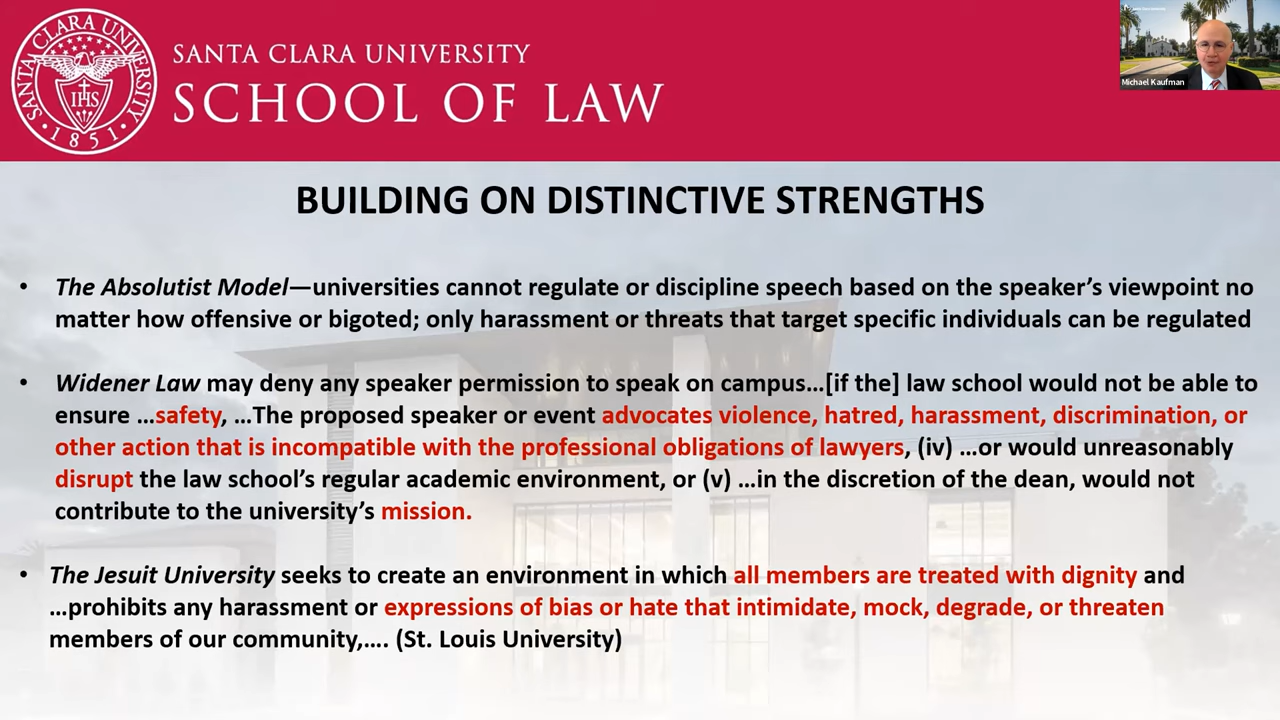 SANTA CLARA UNIVERSITY
IHS
1851
SANTA CLARA UNIVERSITY
SCHOOL OF LAW
Michael Kaufman
BUILDING ON DISTINCTIVE STRENGTHS
• The Absolutist Model—universities cannot regulate or discipline speech based on the speaker’s viewpoint no
matter how offensive or bigoted; only harassment or threats that target specific individuals can be regulated
• Widener Law may deny any speaker permission to speak on campus…[if the] law school would not be able to
ensure …safety, …The proposed speaker or event advocates violence, hatred, harassment, discrimination, or
other action that is incompatible with the professional obligations of lawyers, (iv) …or would unreasonably
disrupt the law school’s regular academic environment, or (v) …in the discretion of the dean, would not
contribute to the university’s mission.
• The Jesuit University seeks to create an environment in which all members are treated with dignity and
…prohibits any harassment or expressions of bias or hate that intimidate, mock, degrade, or threaten
members of our community,…. (St. Louis University)